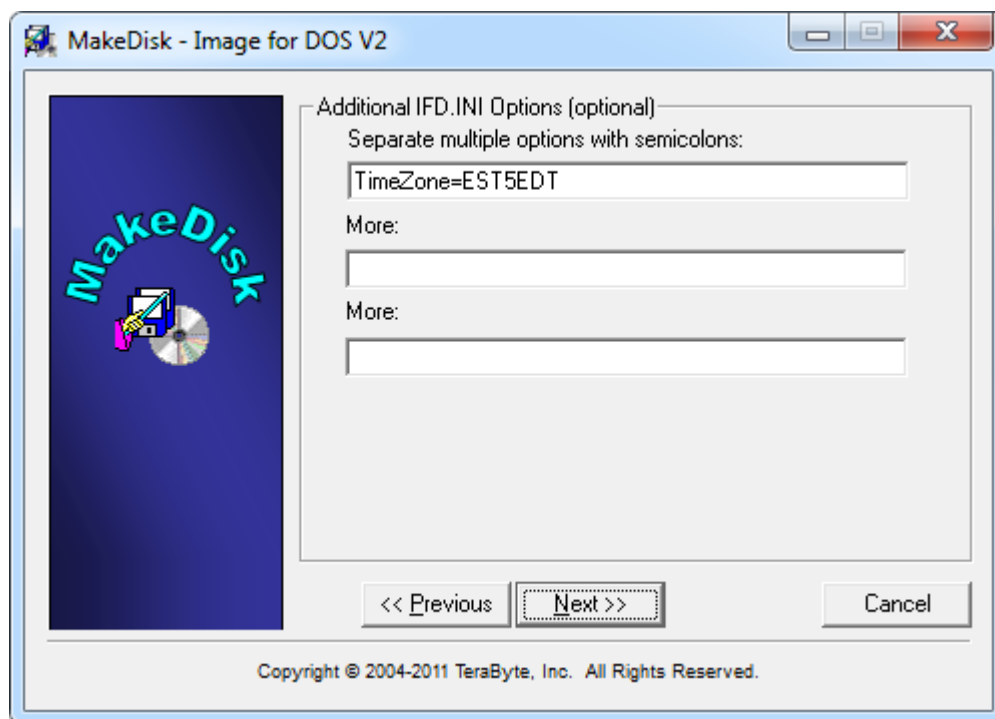 MakeDisk - Image for DOS V2
MakeDisk
Additional IFD.INI Options (optional)
Separate multiple options with semicolons:
TimeZone=EST5EDT
More:
More:
<< Previous
Next >>
Cancel
Copyright © 2004-2011 TeraByte, Inc.  All Rights Reserved.